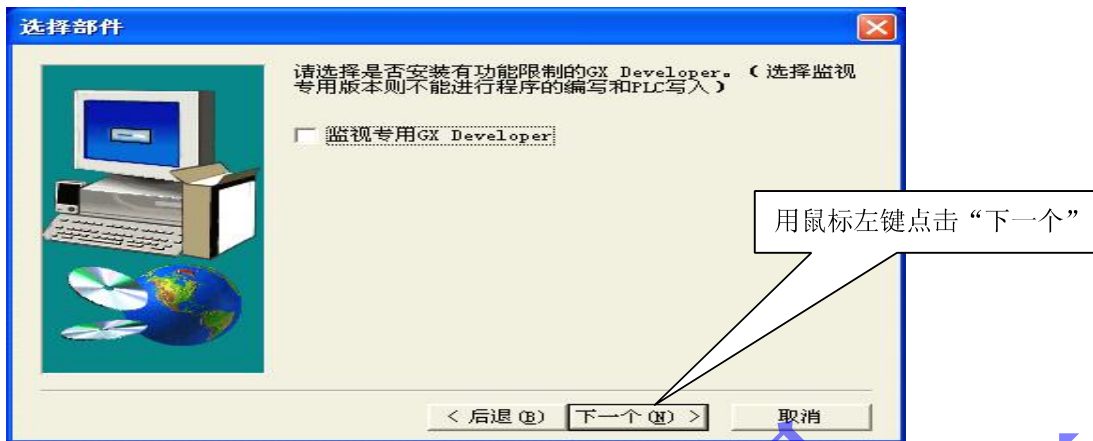 选择部件
请选择是否安装有功能限制的GX Developer。(选择监视
专用版本则不能进行程序的编写和PLC写入)
监视专用GX Developer
用鼠标左键点击“下一个”
< 后退(B)
下一个(N) >
取消